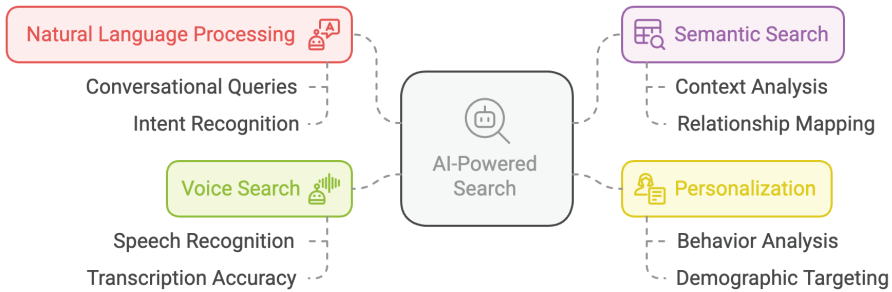 Natural Language Processing
Conversational Queries
Intent Recognition
Voice Search
Speech Recognition
Transcription Accuracy
AI-Powered
Search
Semantic Search
Context Analysis
Relationship Mapping
Personalization
Behavior Analysis
Demographic Targeting